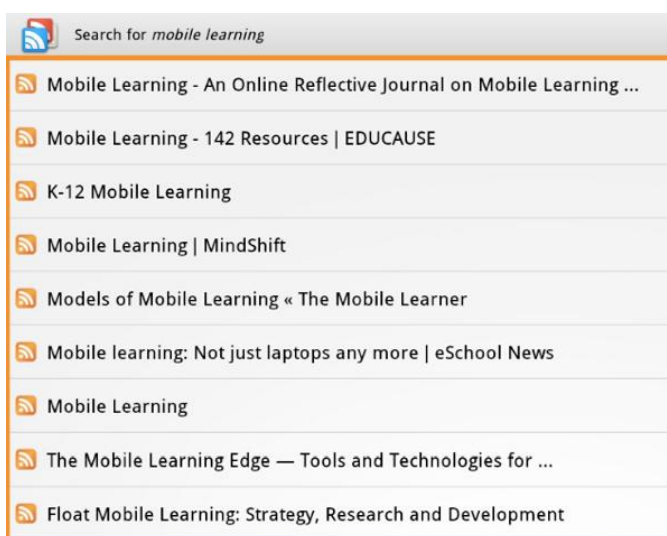 Search for mobile learning
Mobile Learning - An Online Reflective Journal on Mobile Learning ...
Mobile Learning - 142 Resources | EDUCAUSE
K-12 Mobile Learning
Mobile Learning | MindShift
Models of Mobile Learning « The Mobile Learner
Mobile learning: Not just laptops any more | eSchool News
Mobile Learning
The Mobile Learning Edge — Tools and Technologies for ...
Float Mobile Learning: Strategy, Research and Development